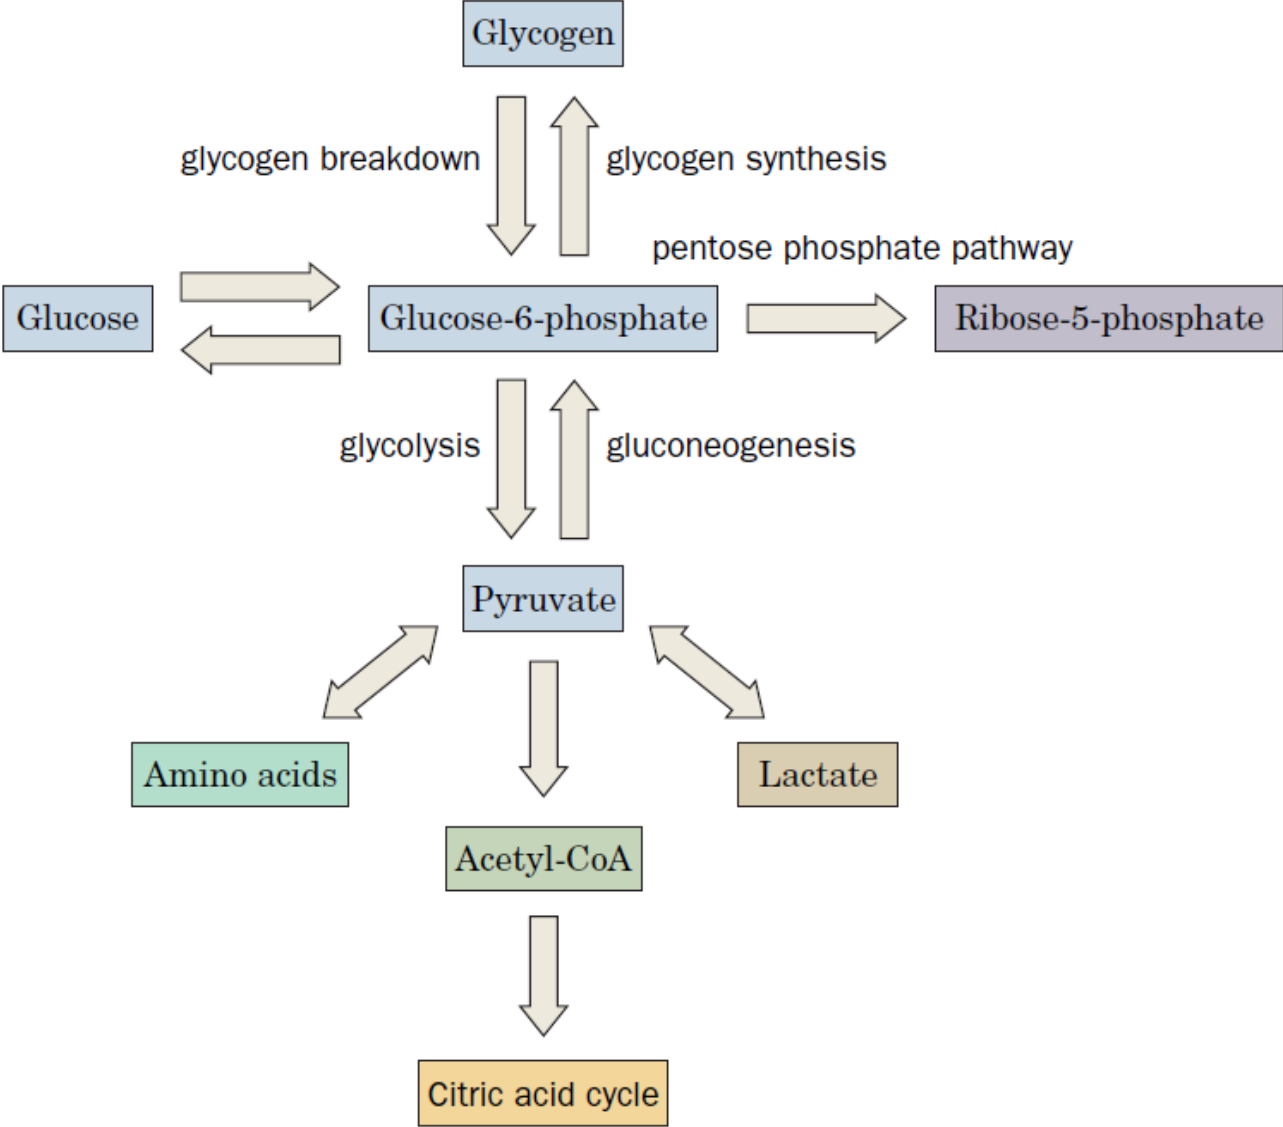 Glycogen
glycogen breakdown
glycogen synthesis
pentose phosphate pathway
Glucose
Glucose-6-phosphate
Ribose-5-phosphate
glycolysis
gluconeogenesis
Pyruvate
Amino acids
Lactate
Acetyl-CoA
Citric acid cycle